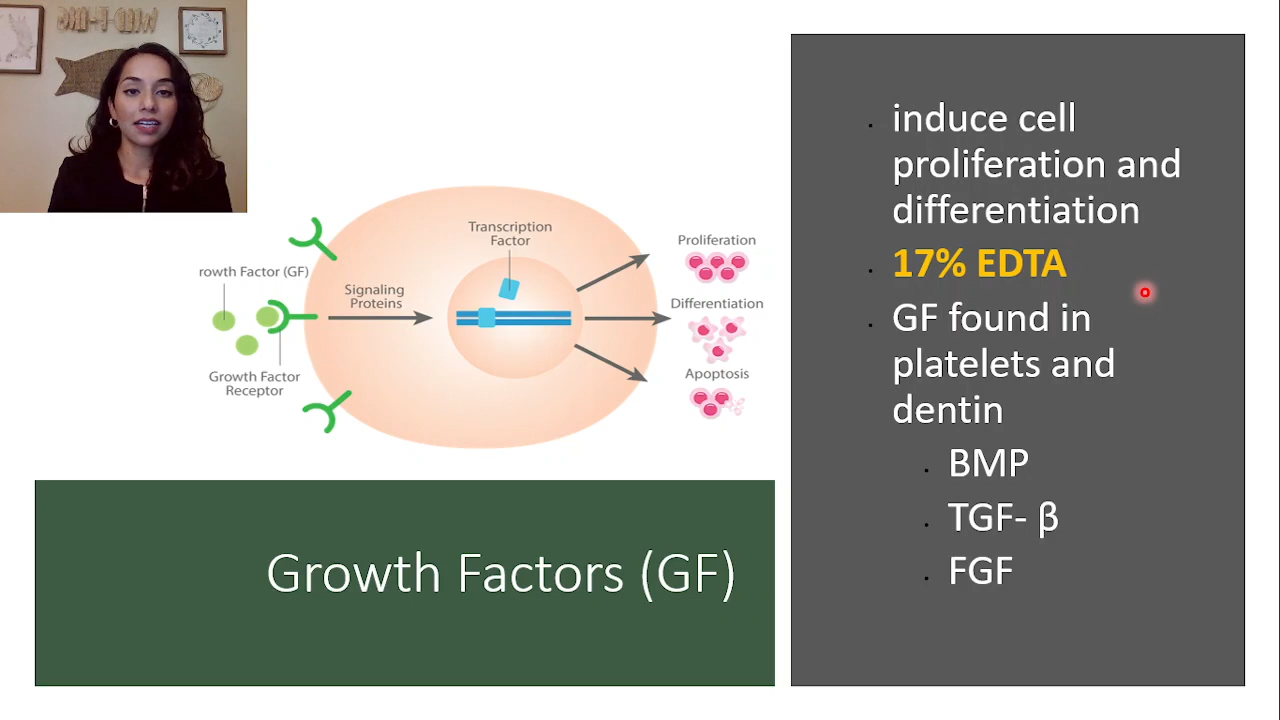 Transcription
Factor
rowth Factor (GF)
Signaling
Proteins
Growth Factor
Receptor
Proliferation
Differentiation
Apoptosis
Growth Factors (GF)
induce cell
proliferation and
differentiation
17% EDTA
GF found in
platelets and
dentin
BMP
TGF- β
FGF